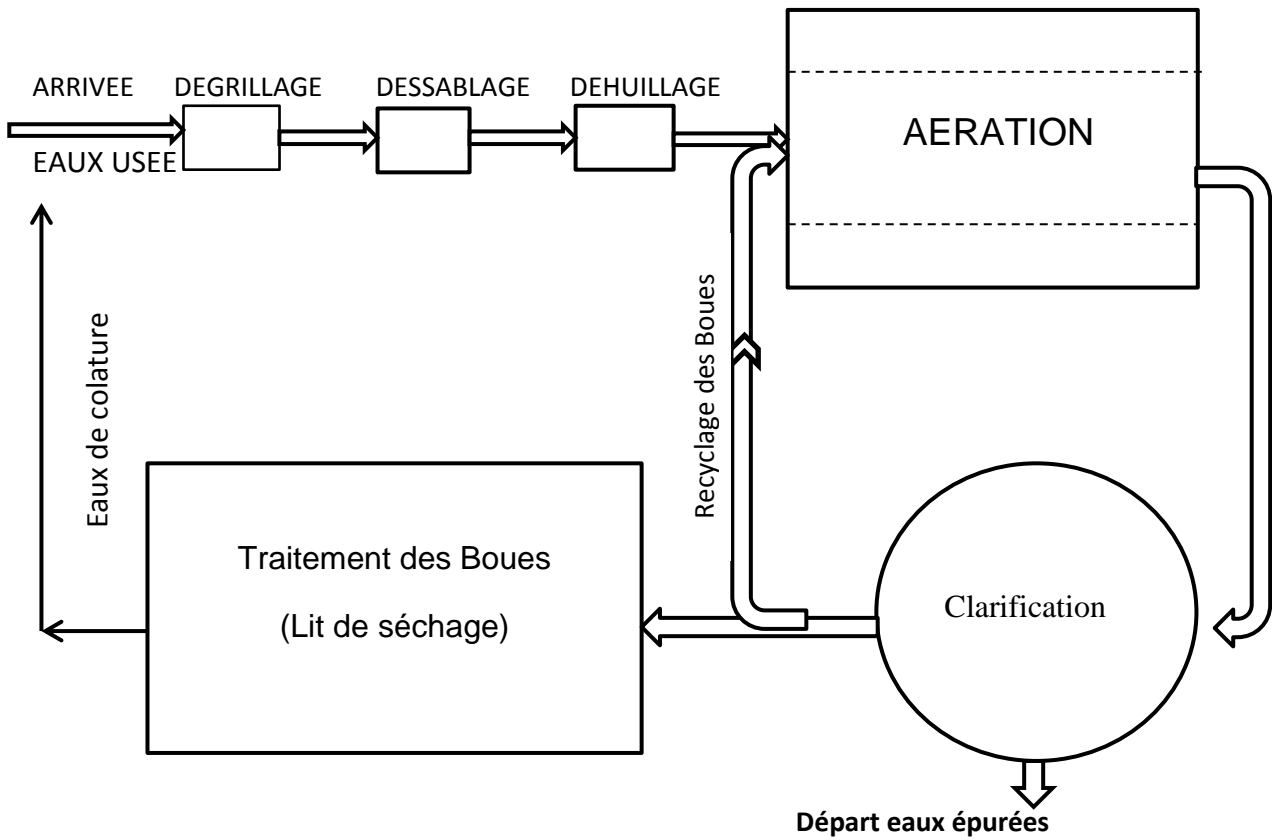 ARRIVEE
DEGRILLAGE
DESSABLAGE
DEHUILLAGE
EAUX USEE
AERATION
Eaux de colature
Recyclage des Boues
Traitement des Boues
(Lit de séchage)
Clarification
Départ eaux épurées